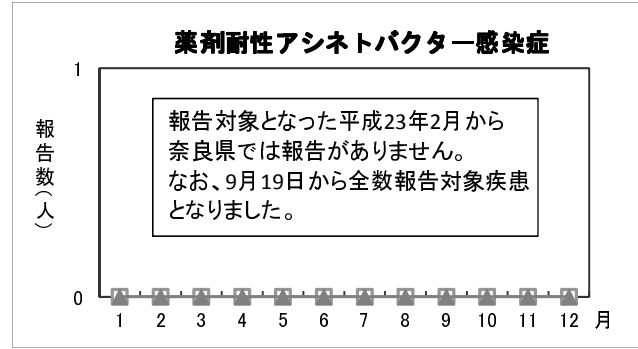 薬剤耐性アシネトバクター感染症
1
報告対象となった平成23年2月から
奈良県では報告がありません。
なお、9月19日から全数報告対象疾患
となりました。
報告数(人)
0
1 2 3 4 5 6 7 8 9 10 11 12 月